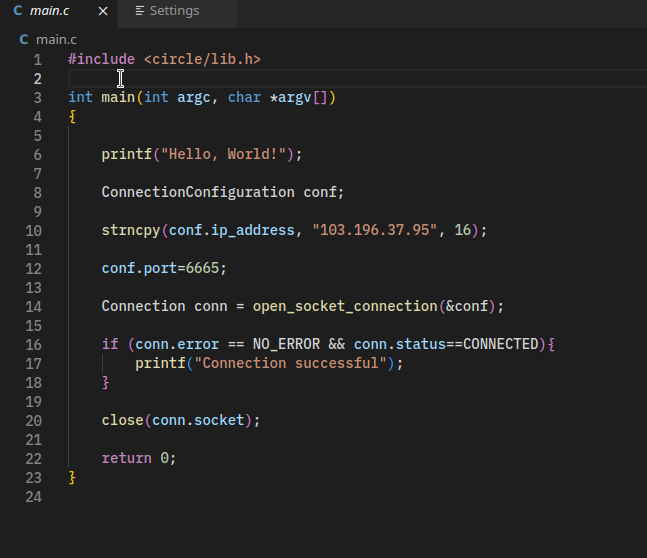 C main.c × Settings
C main.c
1 #include <circle/lib.h>
2
3 int main(int argc, char *argv[])
4 {
5
6     printf("Hello, World!");
7
8     ConnectionConfiguration conf;
9
10     strncpy(conf.ip_address, "103.196.37.95", 16);
11
12     conf.port=6665;
13
14     Connection conn = open_socket_connection(&conf);
15
16     if (conn.error == NO_ERROR && conn.status==CONNECTED){
17         printf("Connection successful");
18     }
19
20     close(conn.socket);
21
22     return 0;
23 }
24